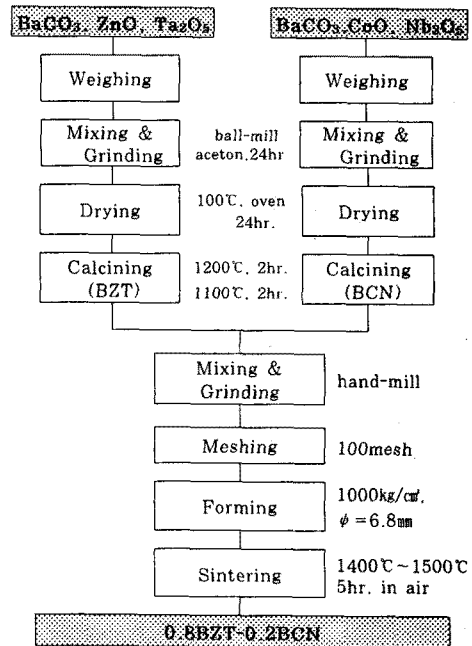 BaCO₃, ZnO, Ta₂O₅
BaCO₃.CoO. Nb₂O₅
Weighing
Weighing
Mixing &
Grinding
ball-mill
aceton,24hr
Mixing &
Grinding
Drying
100℃, oven
24hr.
Drying
Calcining
(BZT)
1200℃, 2hr.
1100℃, 2hr.
Calcining
(BCN)
Mixing &
Grinding
hand-mill
Meshing
100mesh
Forming
1000kg/㎠,
ψ=6.8㎜
Sintering
1400℃~1500℃
5hr. in air
0.8BZT-0.2BCN